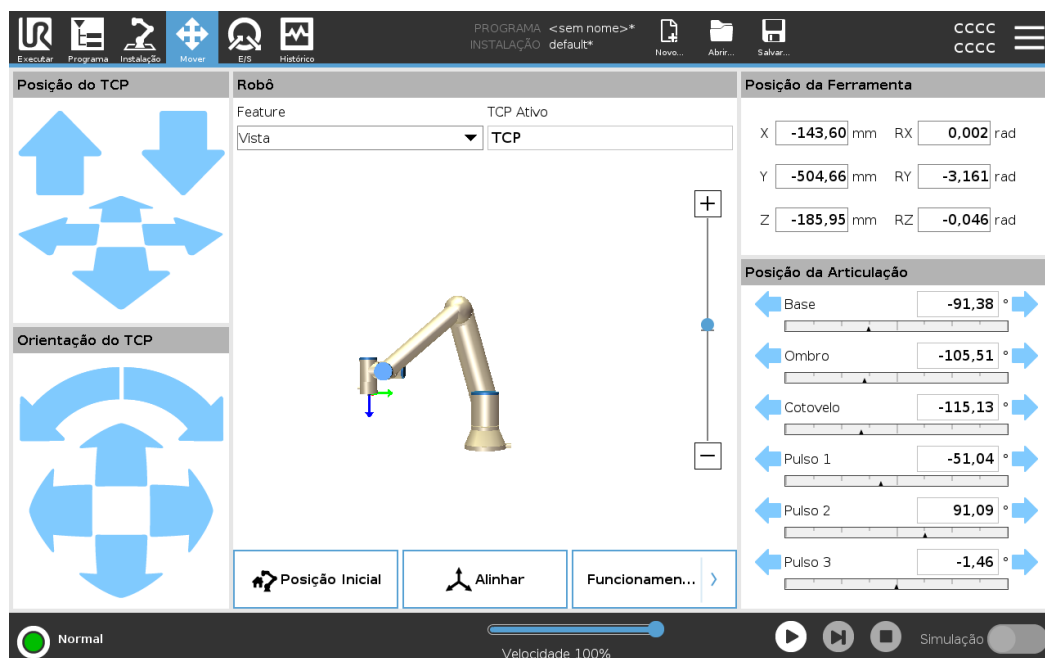 UR
PROGRAMA <sem nome>*
INSTALAÇÃO default*
CCCC
CCCC
Executar Programa Instalação Mover E/S Histórico Novo... Abrir... Salvar...
Posição do TCP
Robô
Posição da Ferramenta
Feature
TCP Ativo
Vista
TCP
X -143,60 mm RX 0,002 rad
Y -504,66 mm RY -3,161 rad
Z -185,95 mm RZ -0,046 rad
+
−
Posição da Articulação
Base -91,38 °
Ombro -105,51 °
Cotovelo -115,13 °
Pulso 1 -51,04 °
Pulso 2 91,09 °
Pulso 3 -1,46 °
Orientação do TCP
Posição Inicial
Alinhar
Funcionamen...
Normal
Velocidade 100%
Simulação